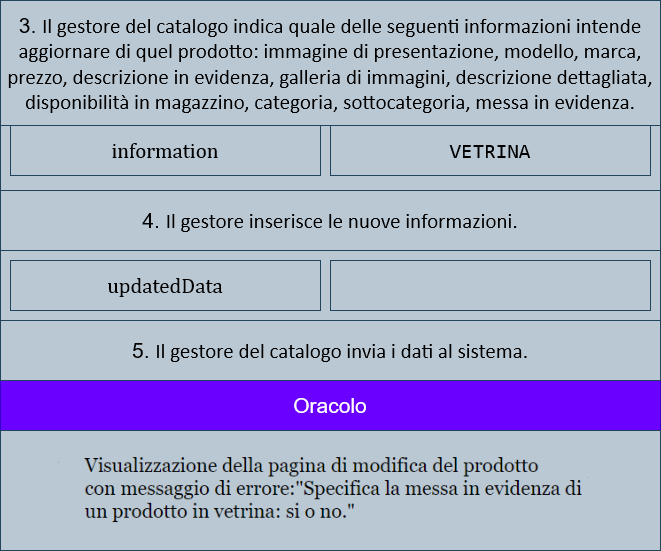 3. Il gestore del catalogo indica quale delle seguenti informazioni intende
aggiornare di quel prodotto: immagine di presentazione, modello, marca,
prezzo, descrizione in evidenza, galleria di immagini, descrizione dettagliata,
disponibilità in magazzino, categoria, sottocategoria, messa in evidenza.
information
VETRINA
4. Il gestore inserisce le nuove informazioni.
updatedData
5. Il gestore del catalogo invia i dati al sistema.
Oracolo
Visualizzazione della pagina di modifica del prodotto
con messaggio di errore:"Specifica la messa in evidenza di
un prodotto in vetrina: si o no."